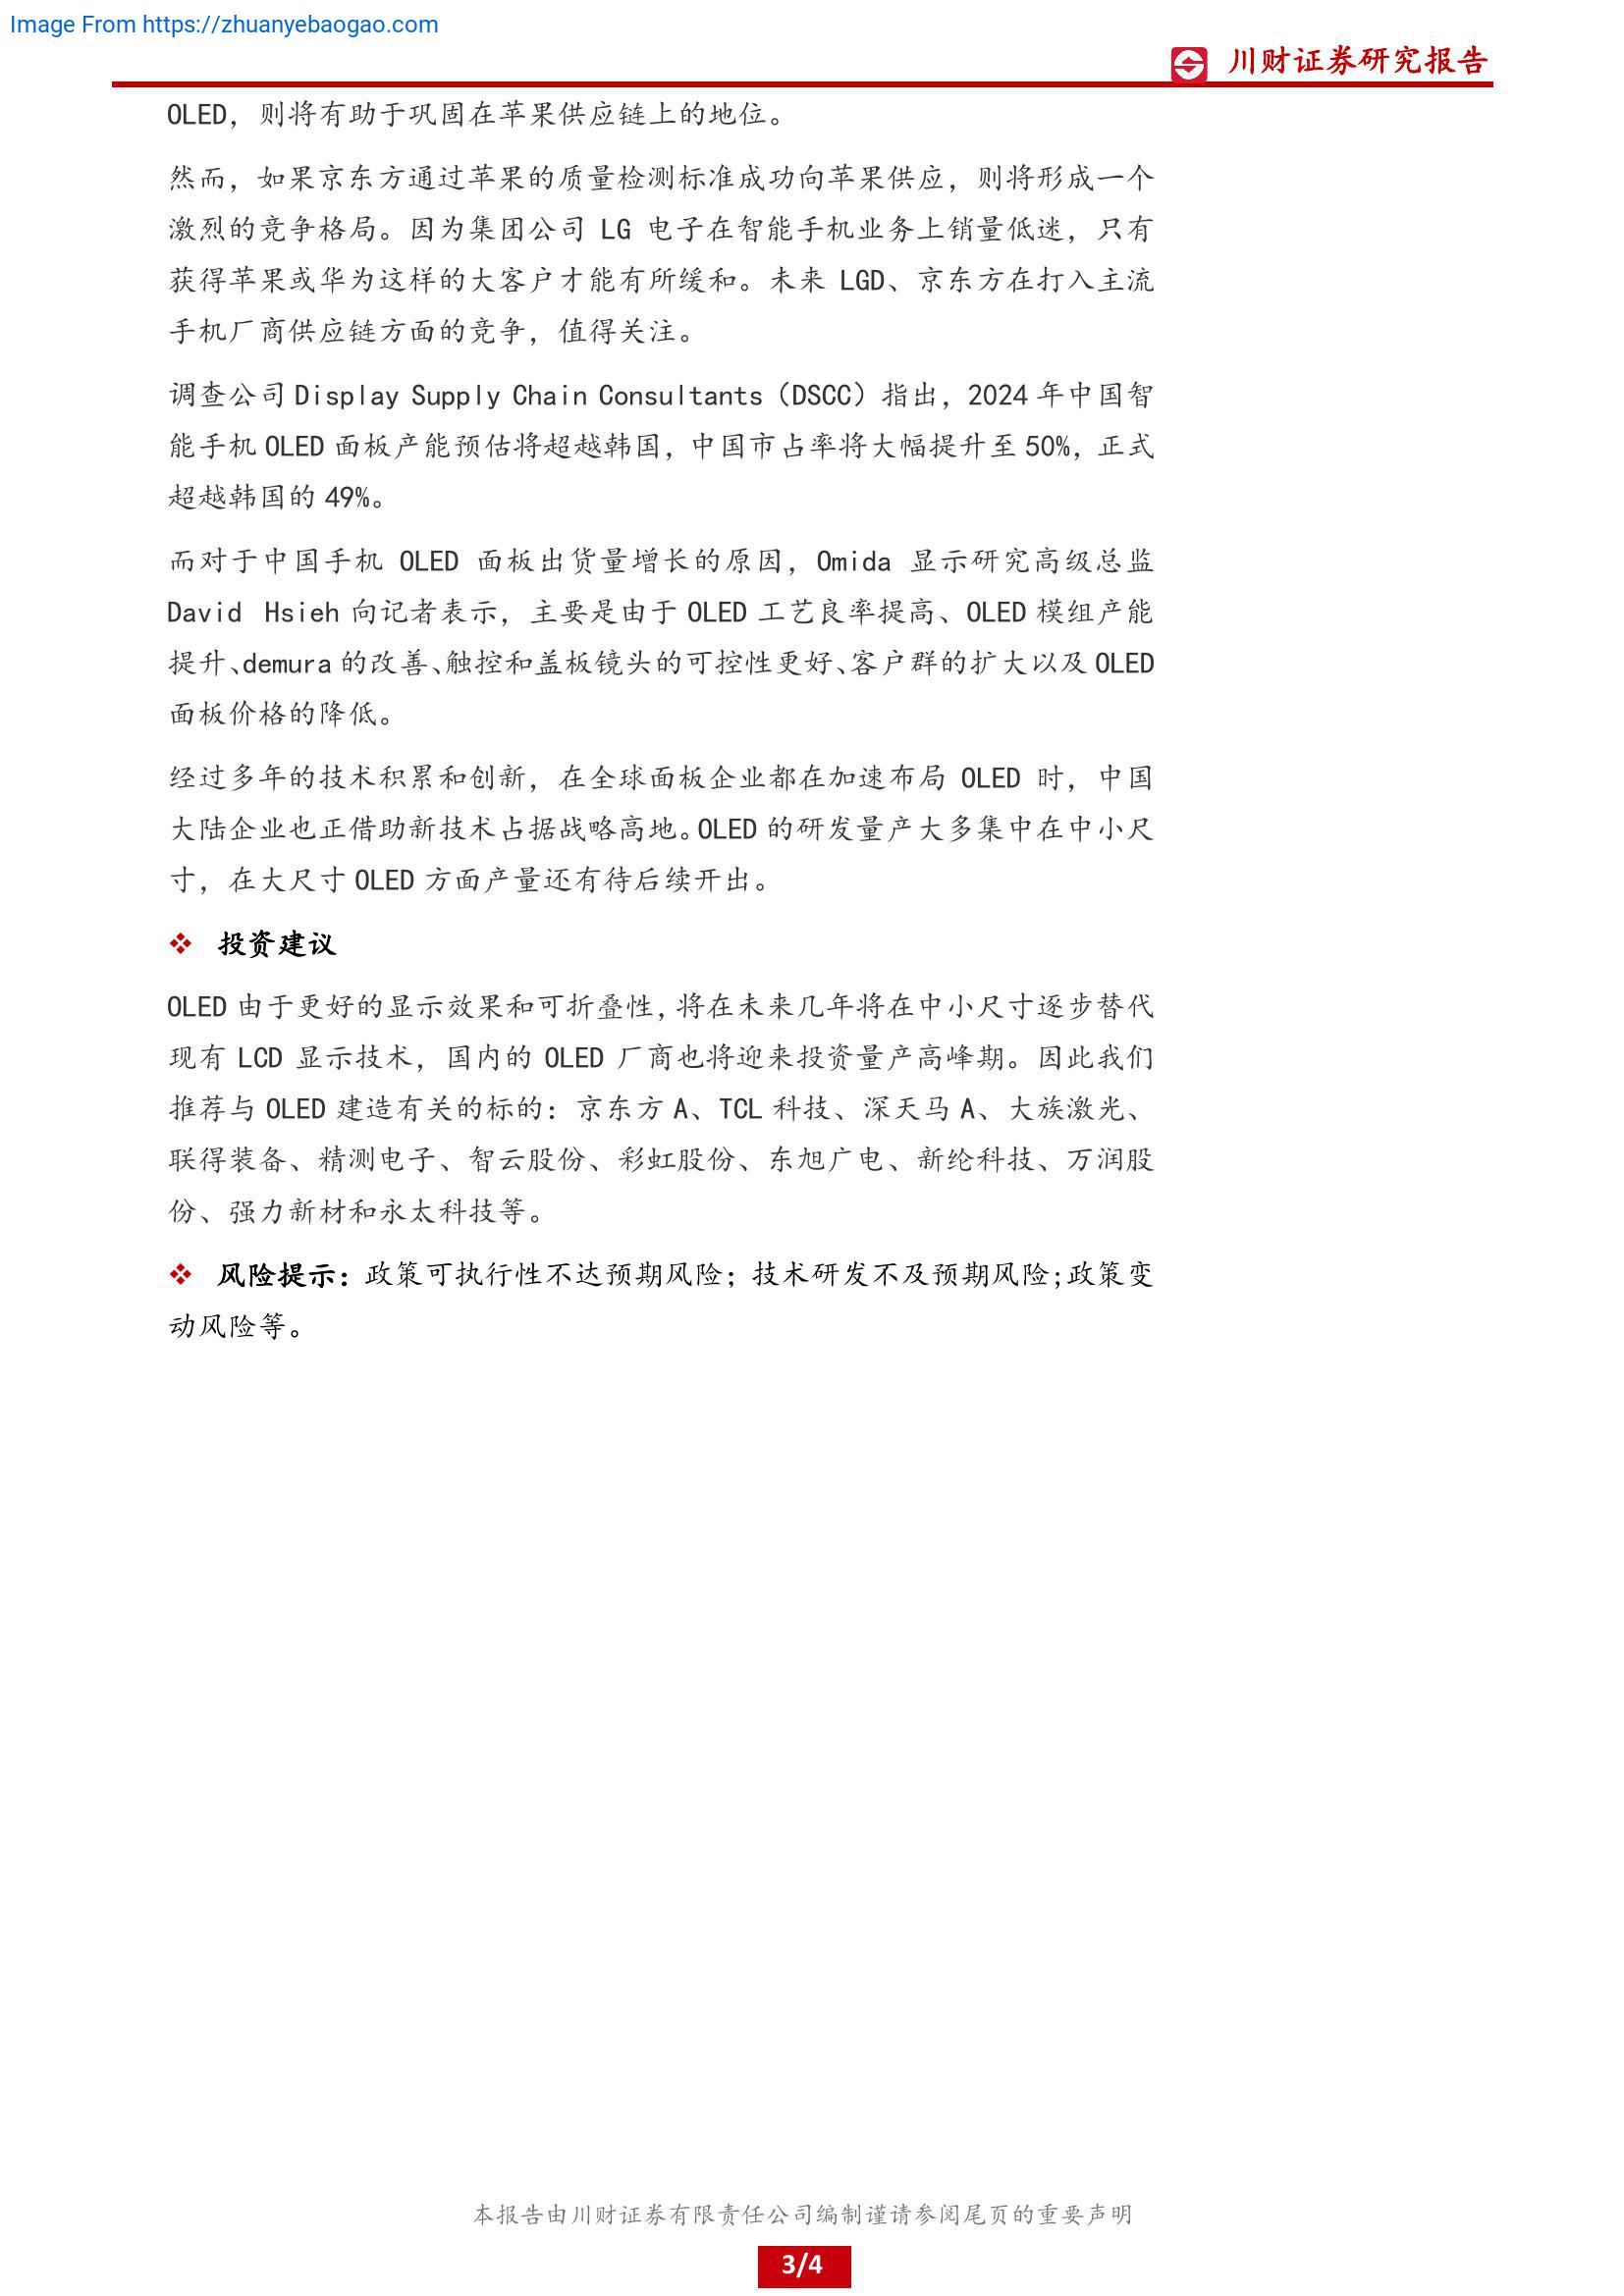 Image From https://zhuanyebaogao.com
川财证券研究报告
OLED，则将有助于巩固在苹果供应链上的地位。
然而，如果京东方通过苹果的质量检测标准成功向苹果供应，则将形成一个
激烈的竞争格局。因为集团公司 LG 电子在智能手机业务上销量低迷，只有
获得苹果或华为这样的大客户才能有所缓和。未来 LGD、京东方在打入主流
手机厂商供应链方面的竞争，值得关注。
调查公司 Display Supply Chain Consultants（DSCC）指出，2024 年中国智
能手机 OLED 面板产能预估将超越韩国，中国市占率将大幅提升至 50%，正式
超越韩国的 49%。
而对于中国手机 OLED 面板出货量增长的原因，Omida 显示研究高级总监
David Hsieh 向记者表示，主要是由于 OLED 工艺良率提高、OLED 模组产能
提升、demura 的改善、触控和盖板镜头的可控性更好、客户群的扩大以及 OLED
面板价格的降低。
经过多年的技术积累和创新，在全球面板企业都在加速布局 OLED 时，中国
大陆企业也正借助新技术占据战略高地。OLED 的研发量产大多集中在中小尺
寸，在大尺寸 OLED 方面产量还有待后续开出。
❖ 投资建议
OLED 由于更好的显示效果和可折叠性，将在未来几年将在中小尺寸逐步替代
现有 LCD 显示技术，国内的 OLED 厂商也将迎来投资量产高峰期。因此我们
推荐与 OLED 建造有关的标的：京东方 A、TCL 科技、深天马 A、大族激光、
联得装备、精测电子、智云股份、彩虹股份、东旭广电、新纶科技、万润股
份、强力新材和永太科技等。
❖ 风险提示：政策可执行性不达预期风险；技术研发不及预期风险;政策变
动风险等。
本报告由川财证券有限责任公司编制谨请参阅尾页的重要声明
3/4